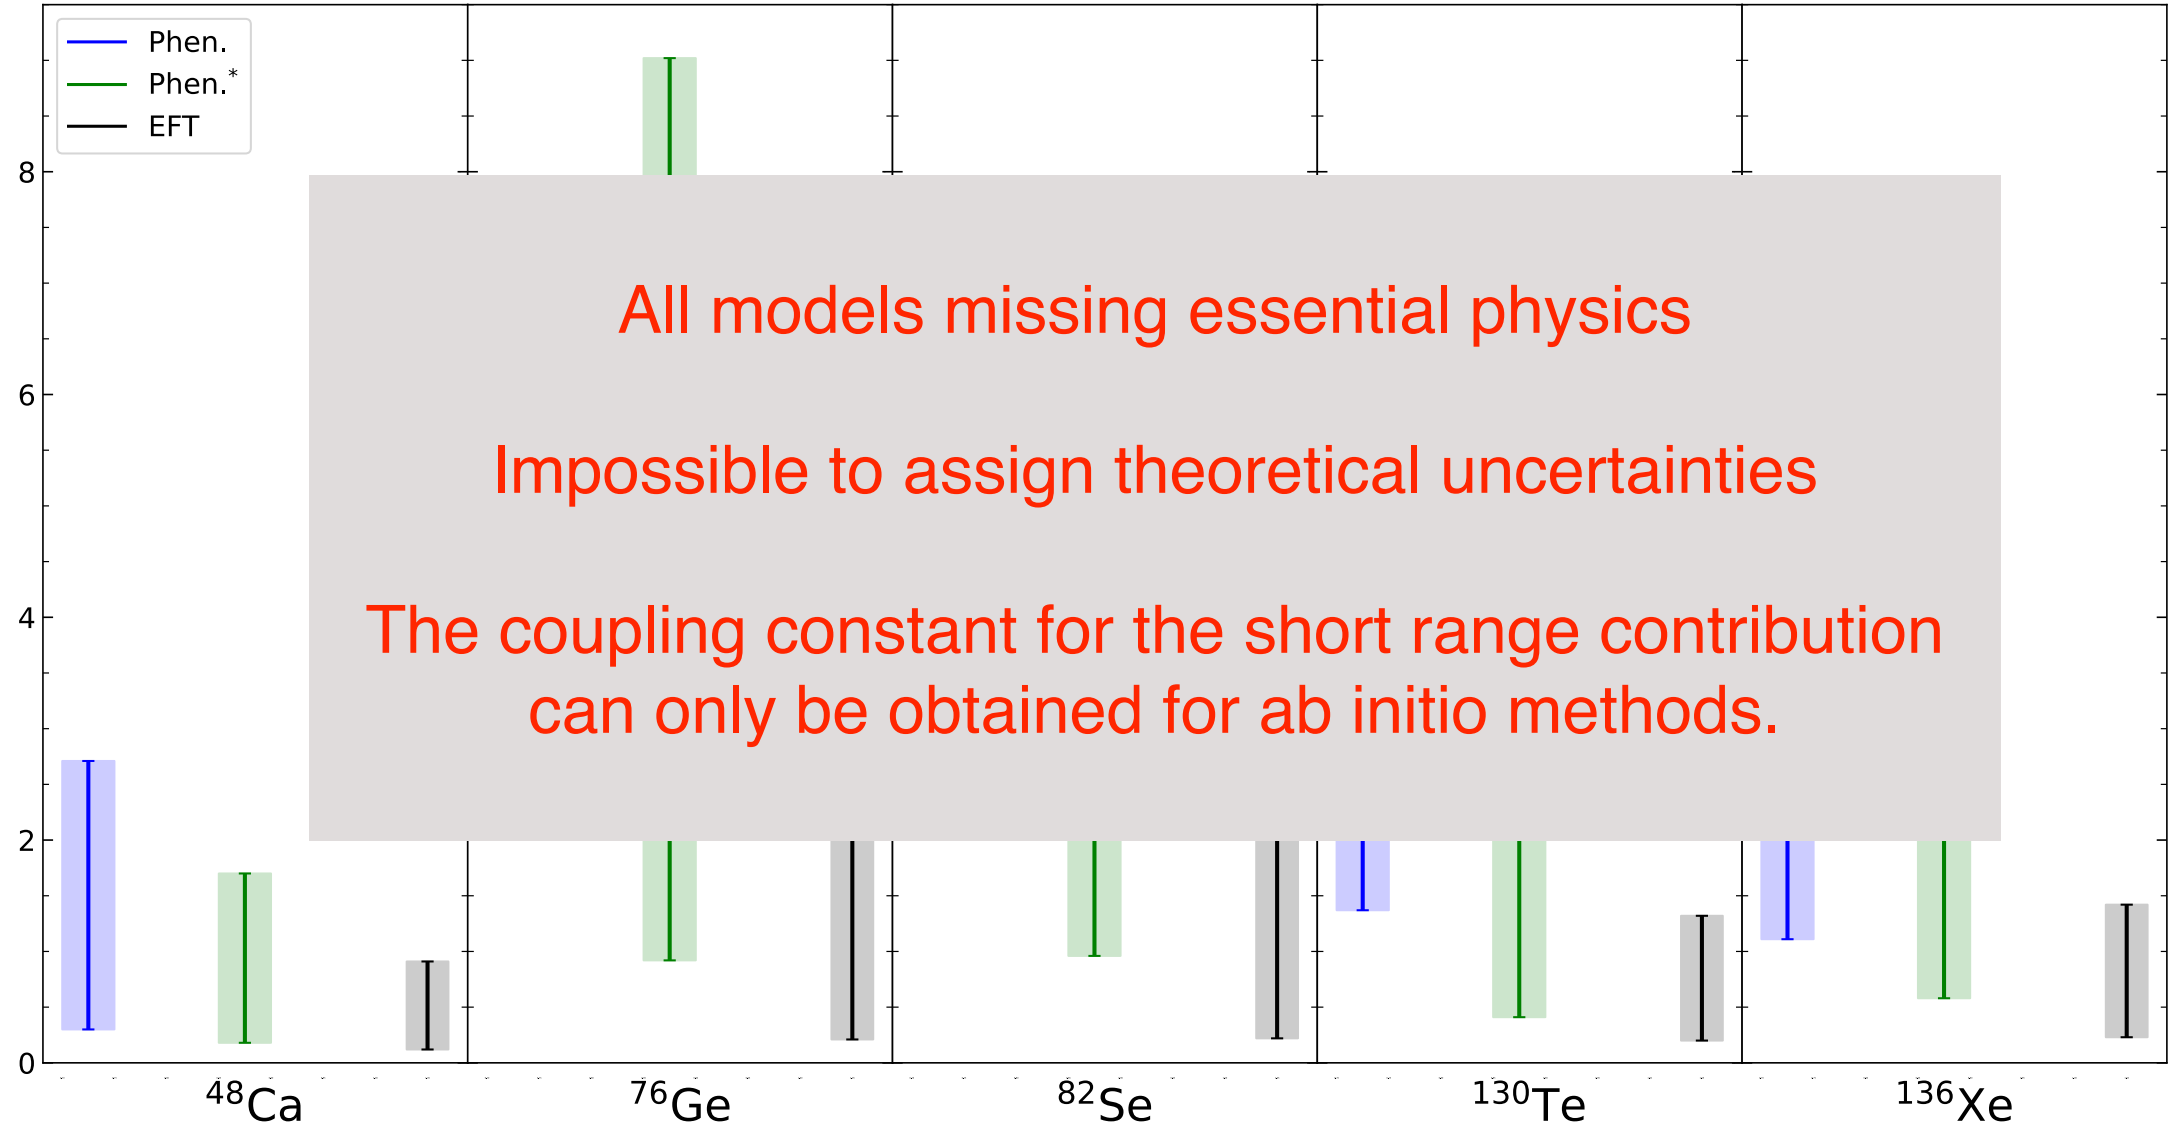 Phen.
Phen.*
EFT
8
6
4
2
0
All models missing essential physics
Impossible to assign theoretical uncertainties
The coupling constant for the short range contribution
can only be obtained for ab initio methods.
⁴⁸Ca
⁷⁶Ge
⁸²Se
¹³⁰Te
¹³⁶Xe